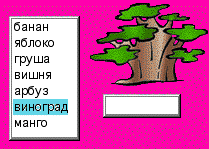 банан
яблоко
груша
вишня
арбуз
виноград
манго